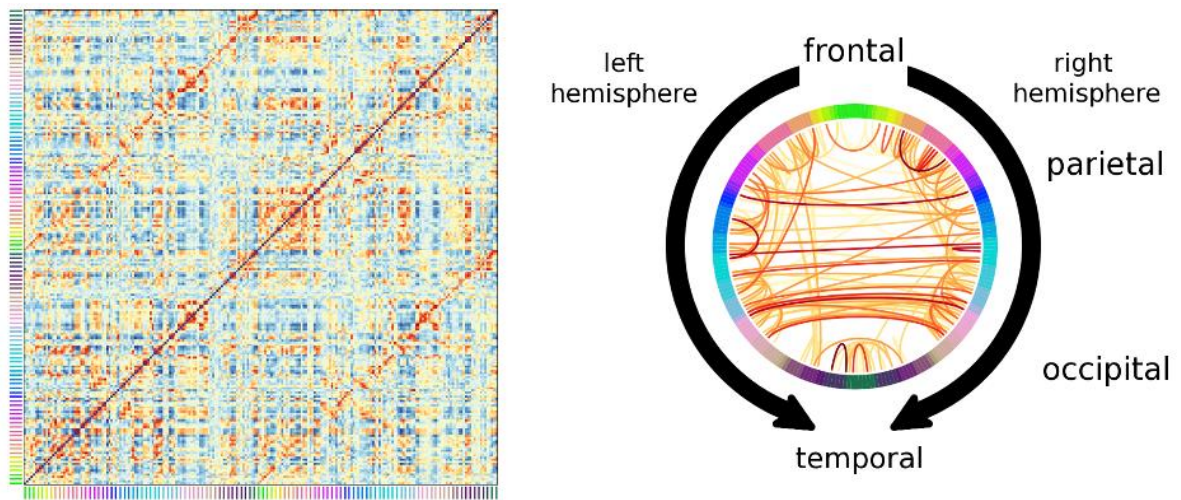 frontal
left
hemisphere
right
hemisphere
parietal
occipital
temporal